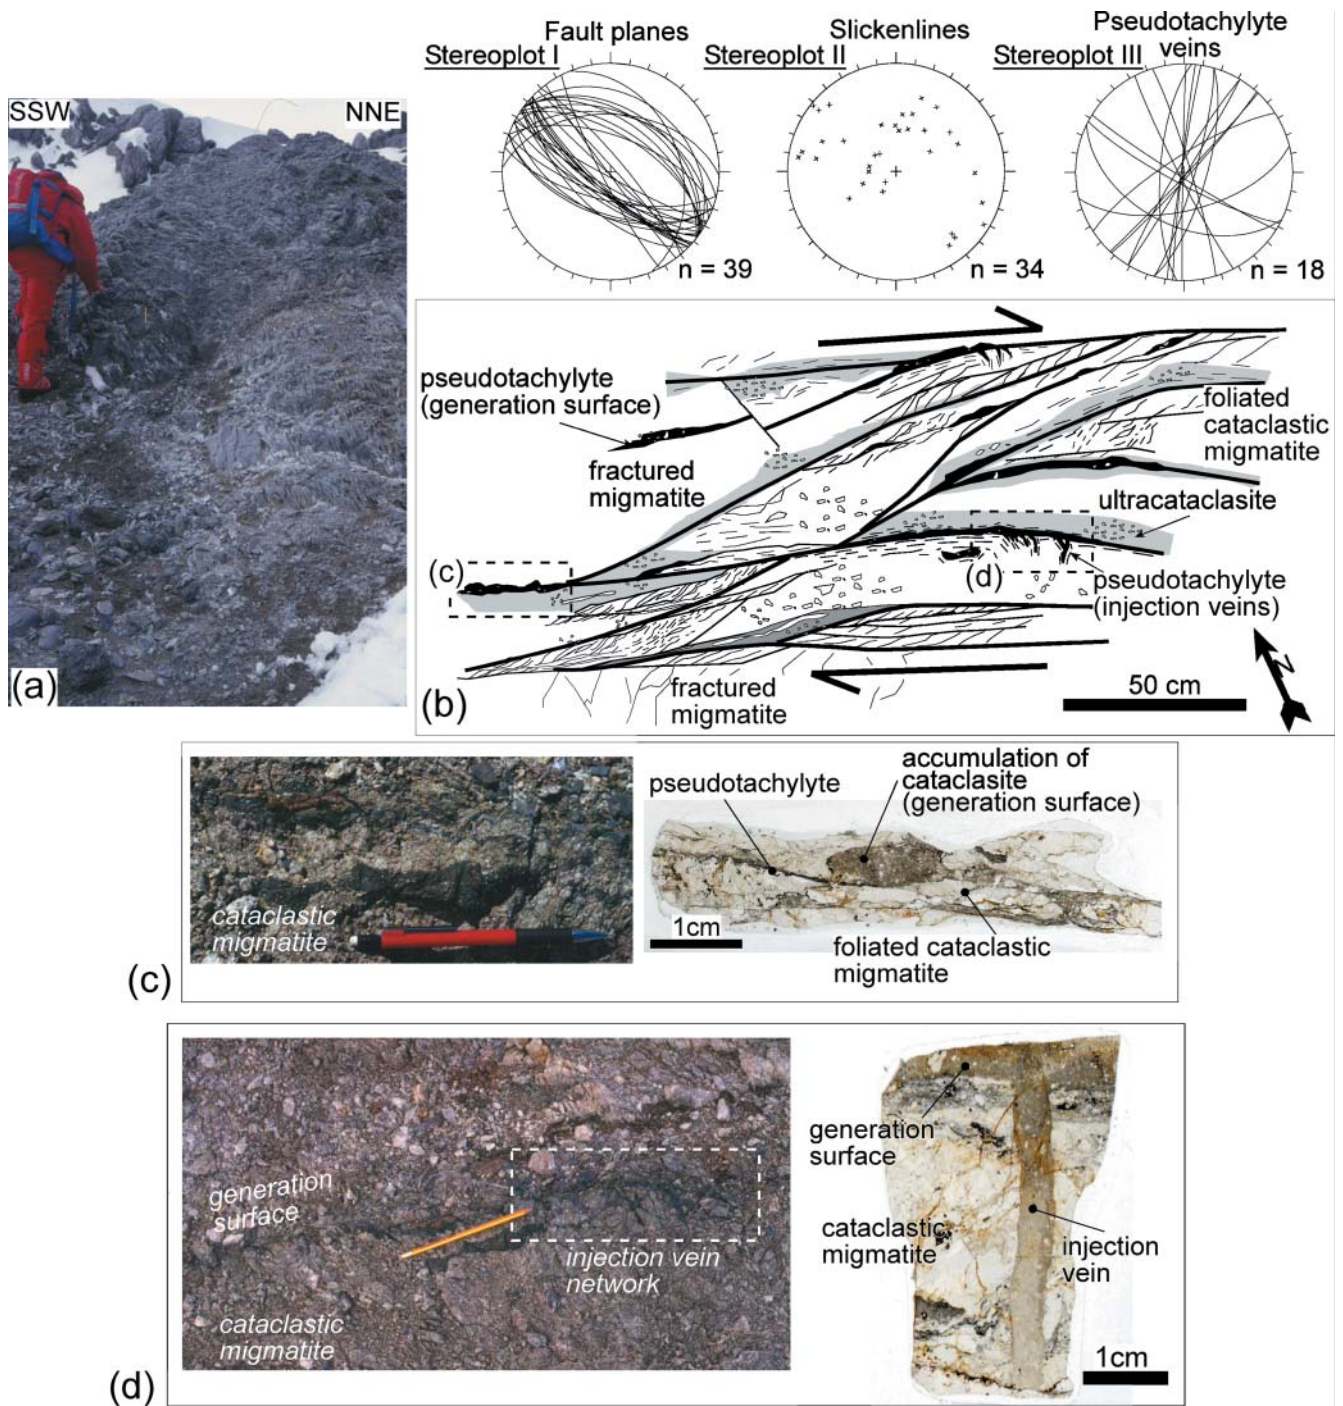 Fault planes
Stereoplot I
n = 39
Slickenlines
Stereoplot II
n = 34
Pseudotachylyte
veins
Stereoplot III
n = 18
SSW
NNE
(a)
pseudotachylyte
(generation surface)
fractured
migmatite
foliated
cataclastic
migmatite
ultracataclasite
(c)
(d)
pseudotachylyte
(injection veins)
fractured
migmatite
N
50 cm
(b)
cataclastic
migmatite
pseudotachylyte
accumulation of
cataclasite
(generation surface)
1cm
foliated cataclastic
migmatite
(c)
generation
surface
injection vein
network
cataclastic
migmatite
generation
surface
cataclastic
migmatite
injection
vein
1cm
(d)